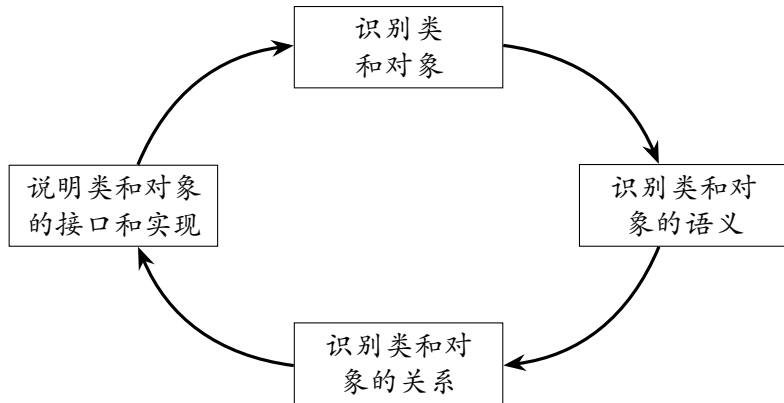 识别类
和对象
说明类和对象
的接口和实现
识别类和对
象的语义
识别类和对
象的关系